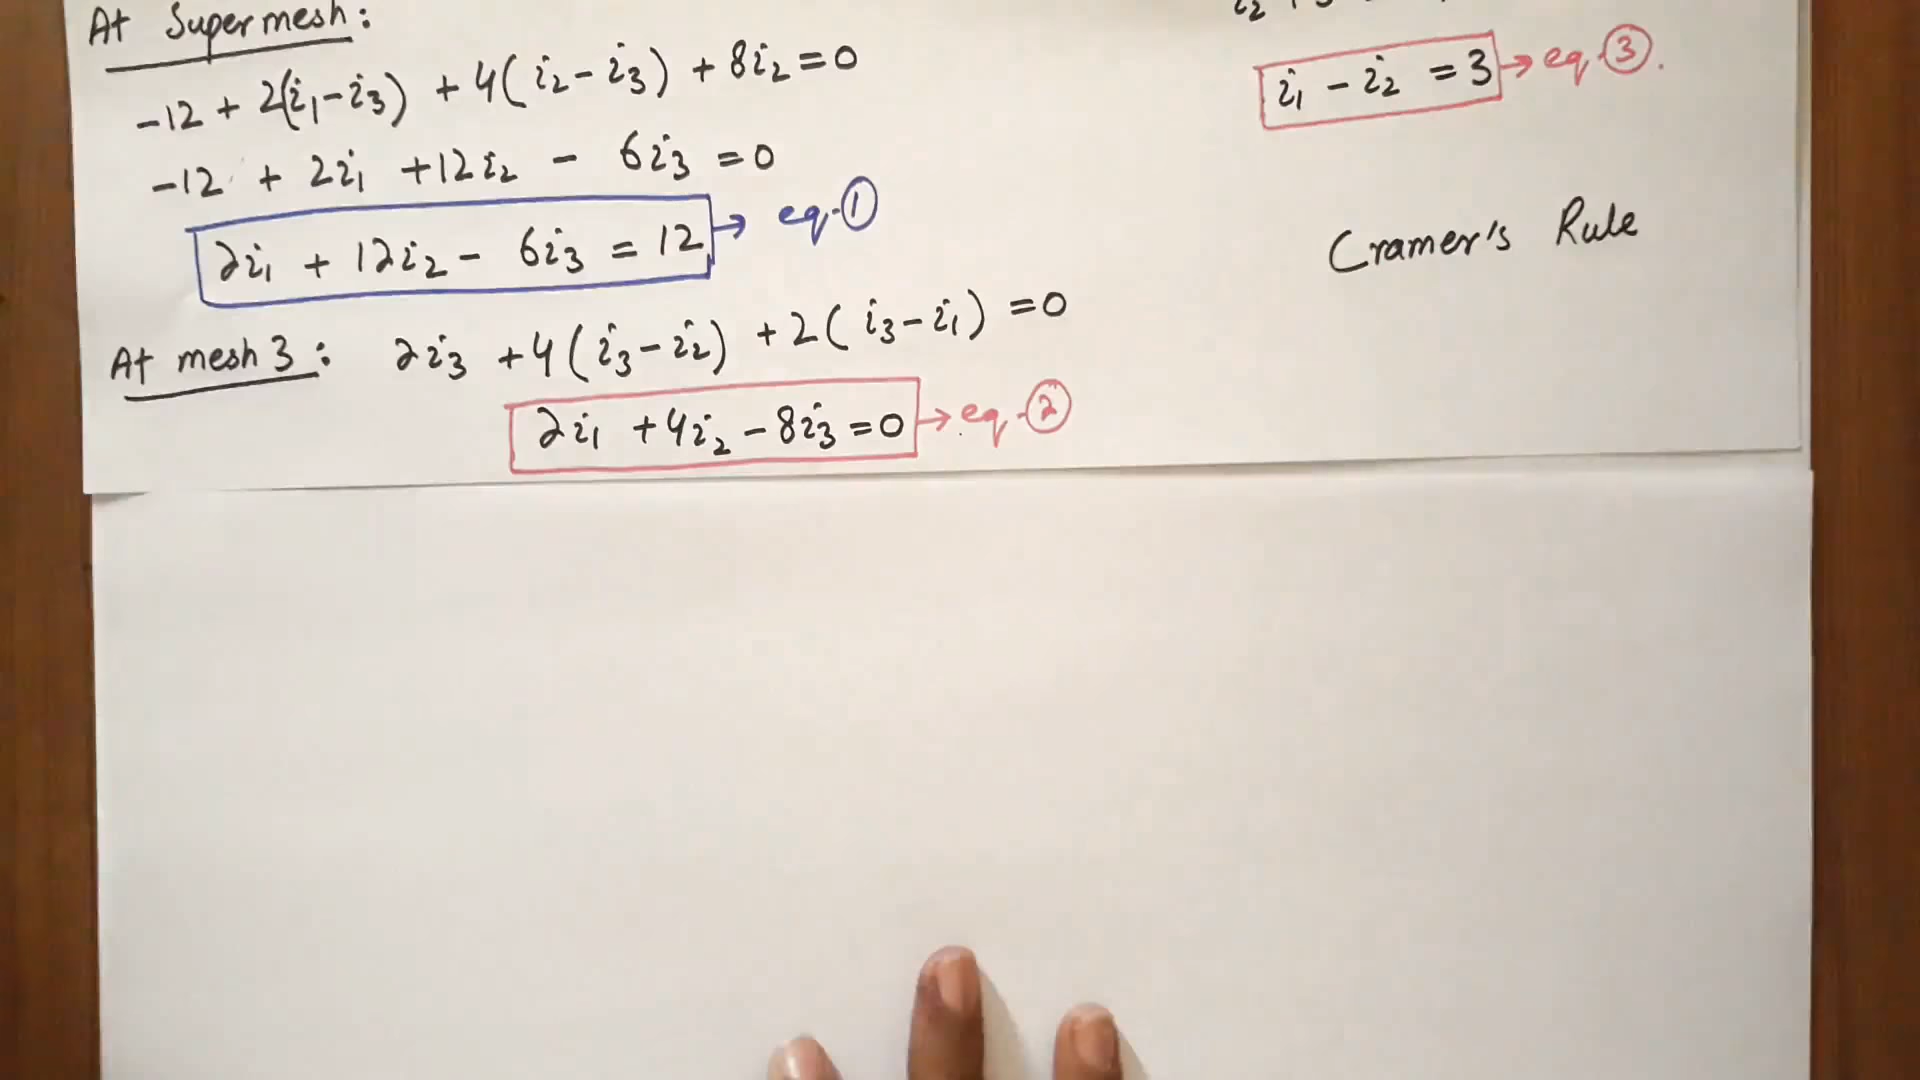 At Supermesh:
-12 + 2(i₁-i₃) + 4(i₂-i₃) + 8i₂=0
-12 + 2i₁ +12i₂ - 6i₃ =0
2i₁ + 12i₂ - 6i₃ = 12 → eq.①
At mesh 3: 2i₃ +4(i₃-i₂) +2(i₃-i₁) =0
2i₁ +4i₂ -8i₃ =0 → eq.②
i₁ - i₂ = 3 → eq.③.
Cramer's Rule